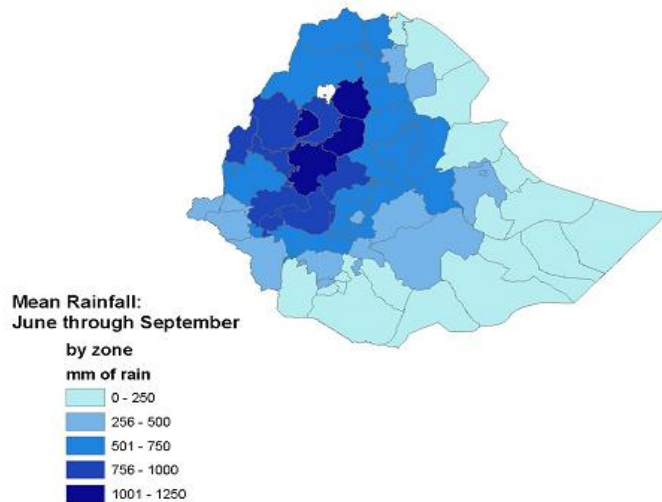 Mean Rainfall:
June through September
by zone
mm of rain
0 - 250
256 - 500
501 - 750
756 - 1000
1001 - 1250